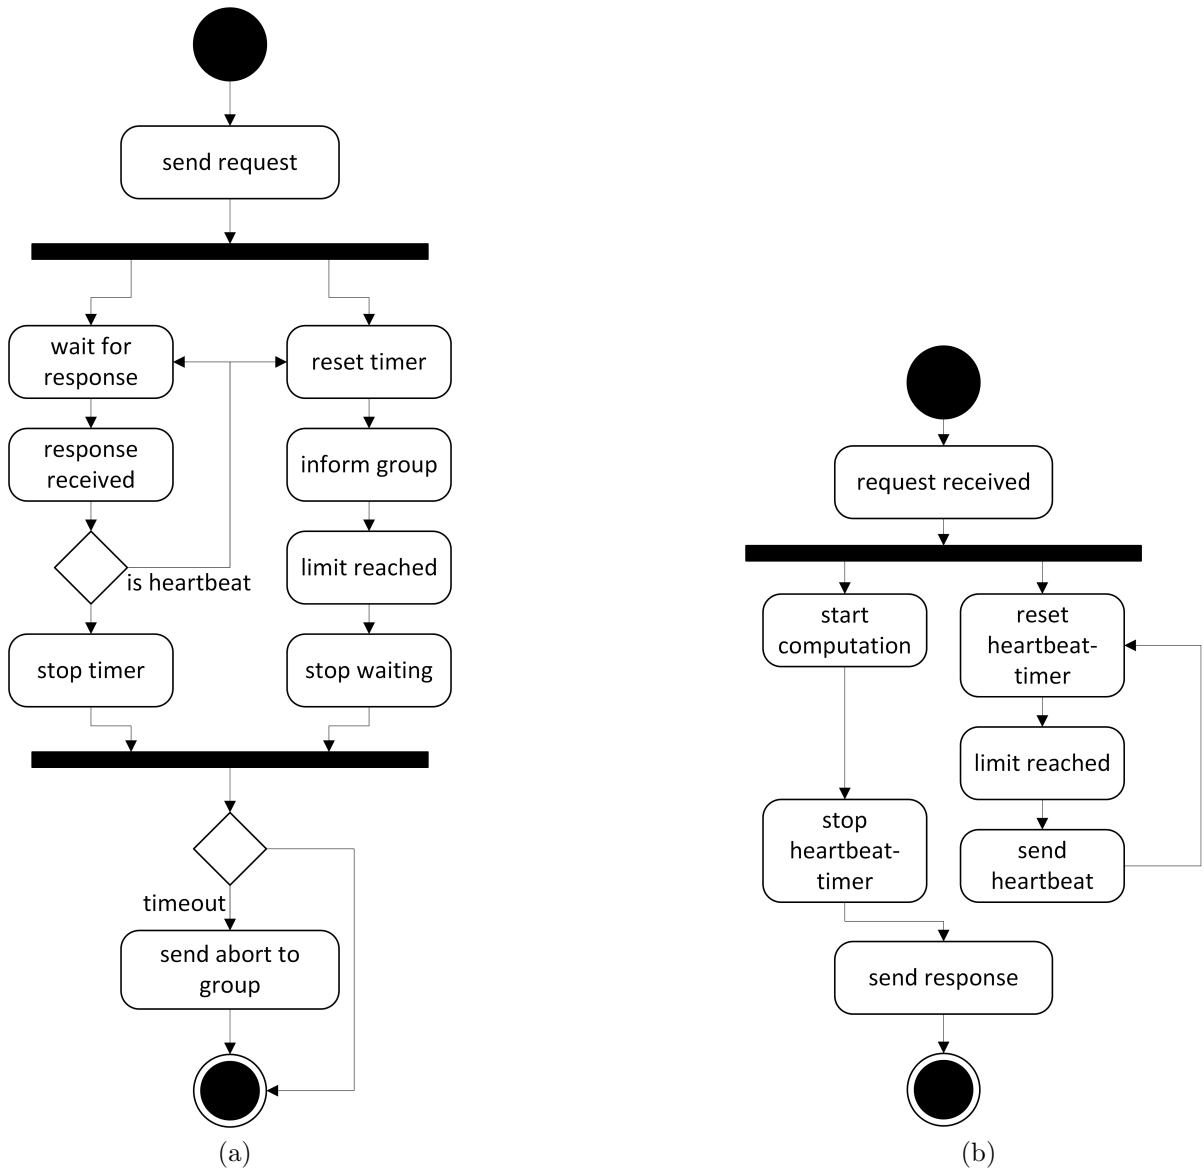 send request
wait for
response
reset timer
response
received
inform group
is heartbeat
limit reached
stop timer
stop waiting
timeout
send abort to
group
(a)
request received
start
computation
reset
heartbeat-
timer
limit reached
stop
heartbeat-
timer
send
heartbeat
send response
(b)